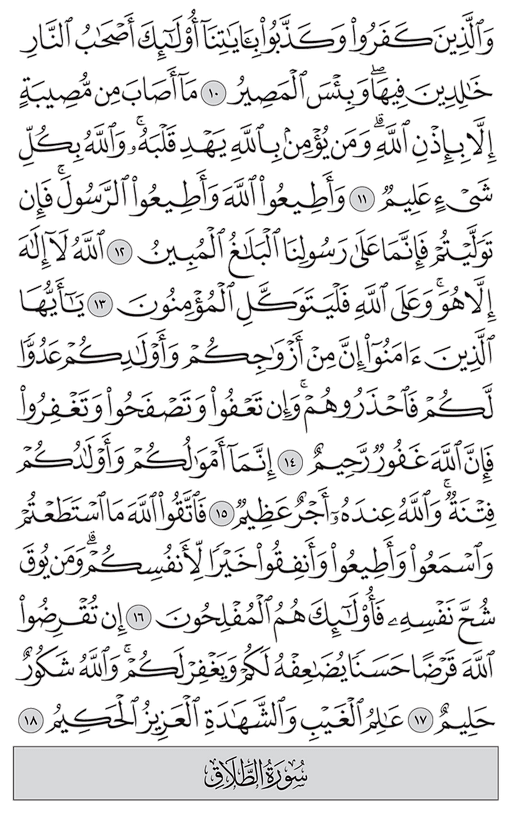 وَٱلَّذِينَ كَفَرُوا۟ وَكَذَّبُوا۟ بِـَٔايَـٰتِنَآ أُو۟لَـٰٓئِكَ أَصْحَـٰبُ ٱلنَّارِ
خَـٰلِدِينَ فِيهَا ۖ وَبِئْسَ ٱلْمَصِيرُ ١٠ مَآ أَصَابَ مِن مُّصِيبَةٍ
إِلَّا بِإِذْنِ ٱللَّهِ ۗ وَمَن يُؤْمِنۢ بِٱللَّهِ يَهْدِ قَلْبَهُۥ ۚ وَٱللَّهُ بِكُلِّ
شَىْءٍ عَلِيمٌ ١١ وَأَطِيعُوا۟ ٱللَّهَ وَأَطِيعُوا۟ ٱلرَّسُولَ ۚ فَإِن
تَوَلَّيْتُمْ فَإِنَّمَا عَلَىٰ رَسُولِنَا ٱلْبَلَـٰغُ ٱلْمُبِينُ ١٢ ٱللَّهُ لَآ إِلَـٰهَ
إِلَّا هُوَ ۚ وَعَلَى ٱللَّهِ فَلْيَتَوَكَّلِ ٱلْمُؤْمِنُونَ ١٣ يَـٰٓأَيُّهَا
ٱلَّذِينَ ءَامَنُوٓا۟ إِنَّ مِنْ أَزْوَٰجِكُمْ وَأَوْلَـٰدِكُمْ عَدُوًّا
لَّكُمْ فَٱحْذَرُوهُمْ ۚ وَإِن تَعْفُوا۟ وَتَصْفَحُوا۟ وَتَغْفِرُوا۟
فَإِنَّ ٱللَّهَ غَفُورٌ رَّحِيمٌ ١٤ إِنَّمَآ أَمْوَٰلُكُمْ وَأَوْلَـٰدُكُمْ
فِتْنَةٌ ۚ وَٱللَّهُ عِندَهُۥٓ أَجْرٌ عَظِيمٌ ١٥ فَٱتَّقُوا۟ ٱللَّهَ مَا ٱسْتَطَعْتُمْ
وَٱسْمَعُوا۟ وَأَطِيعُوا۟ وَأَنفِقُوا۟ خَيْرًا لِّأَنفُسِكُمْ ۗ وَمَن يُوقَ
شُحَّ نَفْسِهِۦ فَأُو۟لَـٰٓئِكَ هُمُ ٱلْمُفْلِحُونَ ١٦ إِن تُقْرِضُوا۟
ٱللَّهَ قَرْضًا حَسَنًا يُضَـٰعِفْهُ لَكُمْ وَيَغْفِرْ لَكُمْ ۚ وَٱللَّهُ شَكُورٌ
حَلِيمٌ ١٧ عَـٰلِمُ ٱلْغَيْبِ وَٱلشَّهَـٰدَةِ ٱلْعَزِيزُ ٱلْحَكِيمُ ١٨
سُورَةُ الطَّلَاقِ